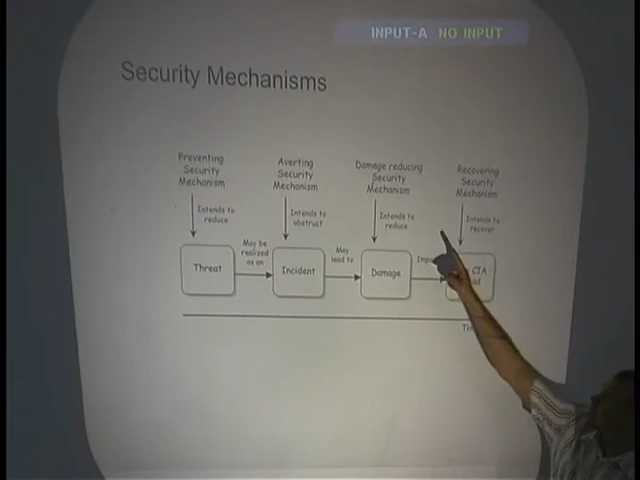 INPUT-A NO INPUT
Security Mechanisms
Preventing
Security
Mechanism
Averting
Security
Mechanism
Damage reducing
Security
Mechanism
Recovering
Security
Mechanism
Intends to
reduce
Intends to
obstruct
Intends to
reduce
Intends to
recover
Threat
May be
realized
as an
Incident
May
lead to
Damage
CIA